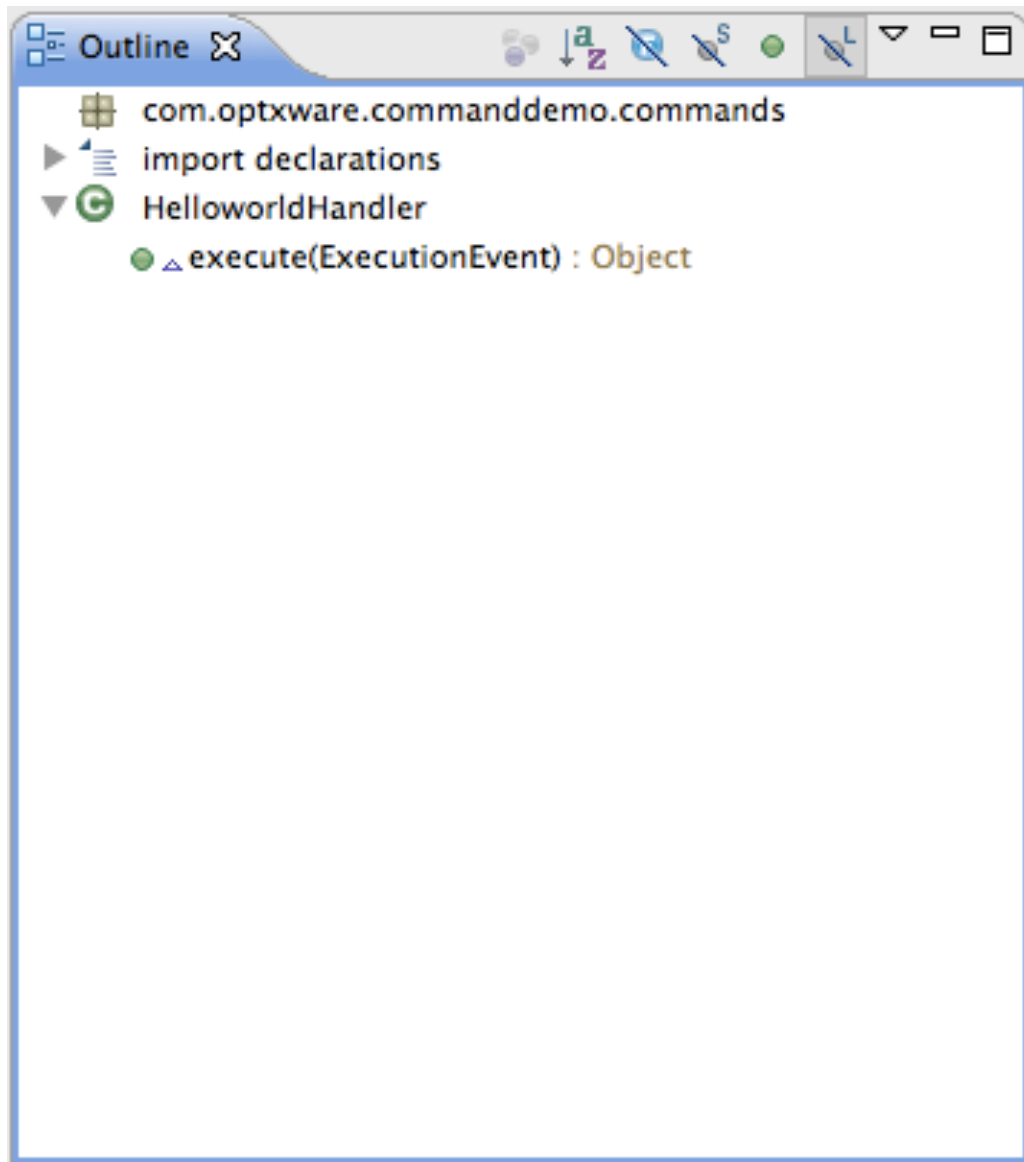 Outline
com.optxware.commanddemo.commands
import declarations
HelloworldHandler
execute(ExecutionEvent) : Object